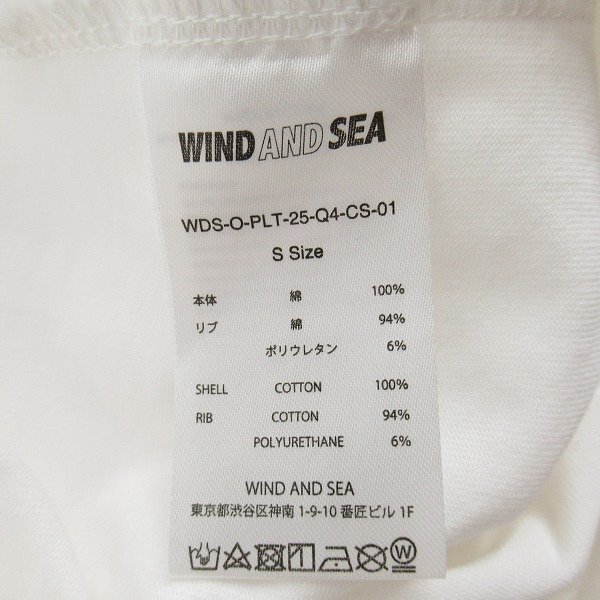 WIND AND SEA
WDS-O-PLT-25-Q4-CS-01
S Size
本体 綿 100%
リブ 綿 94%
ポリウレタン 6%
SHELL COTTON 100%
RIB COTTON 94%
POLYURETHANE 6%
WIND AND SEA
東京都渋谷区神南 1-9-10 番匠ビル 1F
W